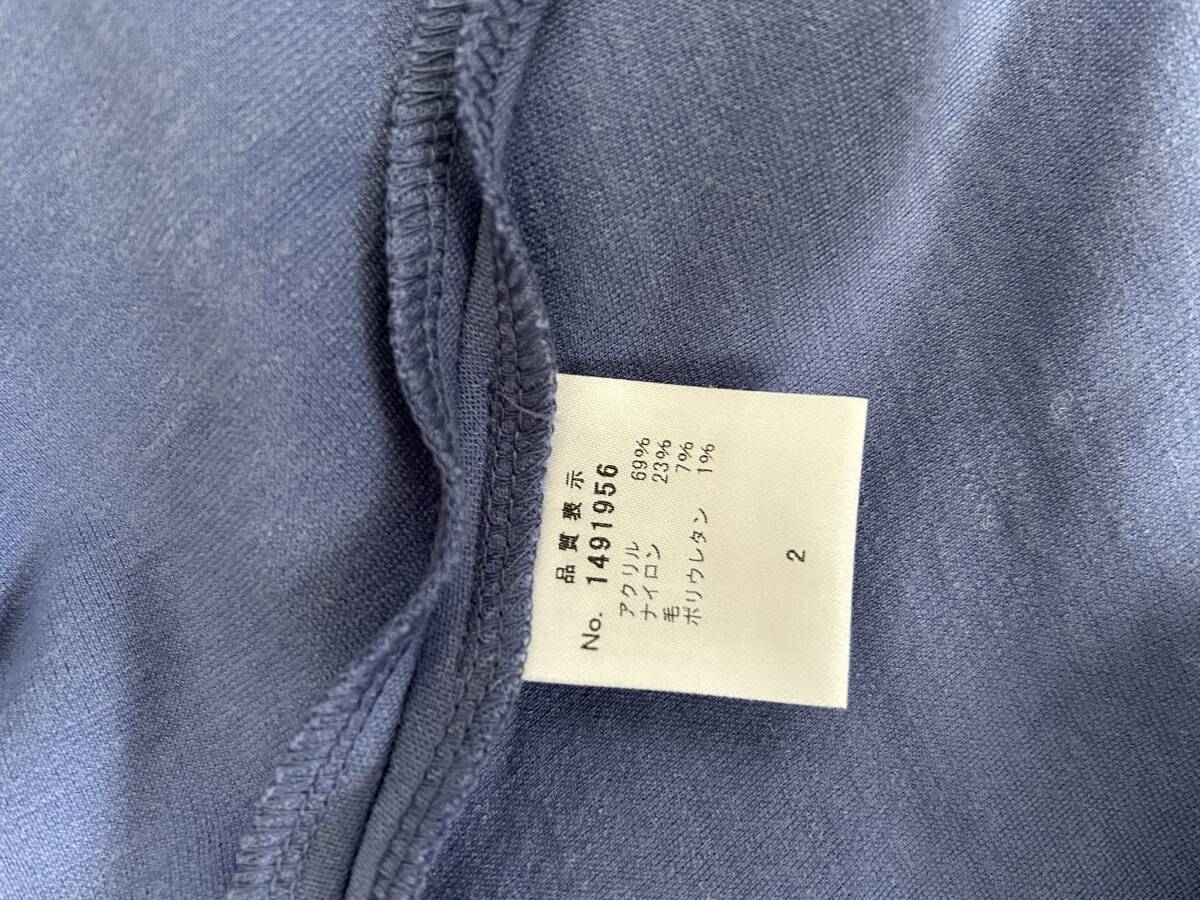 品質表示
No. 1491956
アクリル 69%
ナイロン 23%
毛 7%
ポリウレタン 1%
2